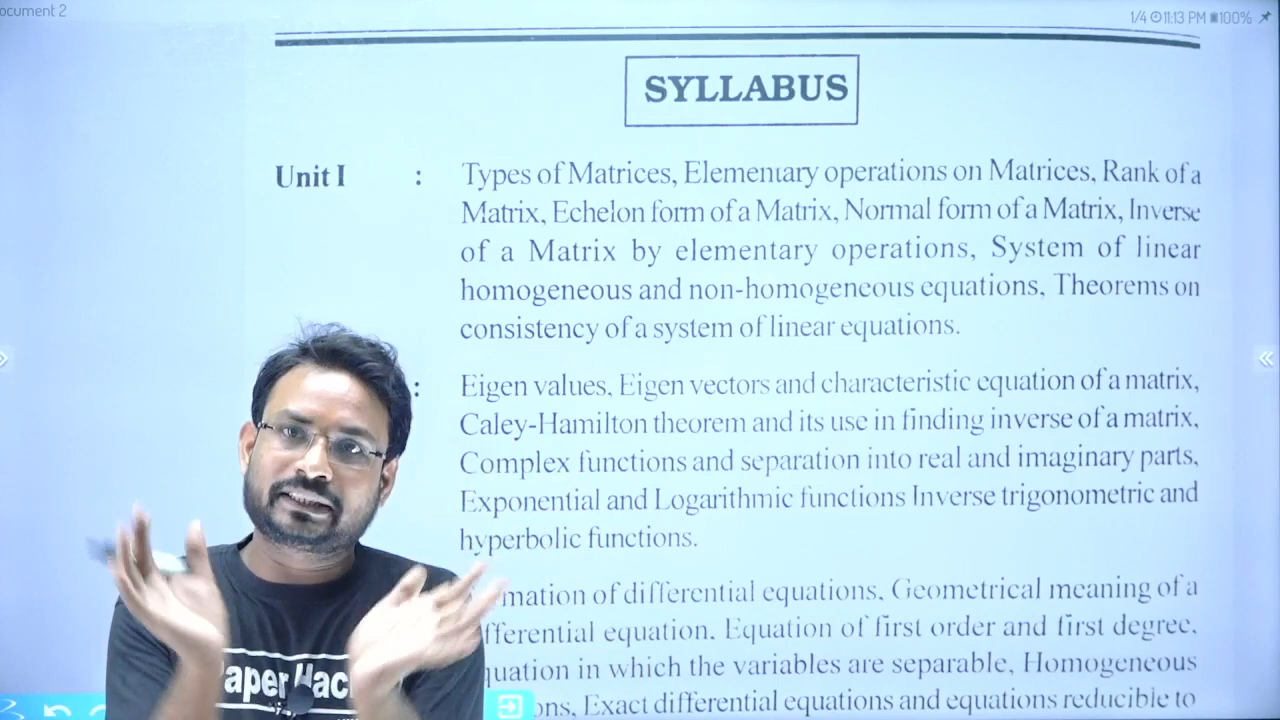 ocument 2
1/4 11:13 PM 100%
SYLLABUS
Unit I : Types of Matrices, Elementary operations on Matrices, Rank of a
Matrix, Echelon form of a Matrix, Normal form of a Matrix, Inverse
of a Matrix by elementary operations, System of linear
homogeneous and non-homogeneous equations, Theorems on
consistency of a system of linear equations.
: Eigen values, Eigen vectors and characteristic equation of a matrix,
Caley-Hamilton theorem and its use in finding inverse of a matrix,
Complex functions and separation into real and imaginary parts,
Exponential and Logarithmic functions Inverse trigonometric and
hyperbolic functions.
mation of differential equations, Geometrical meaning of a
fferential equation. Equation of first order and first degree,
quation in which the variables are separable, Homogeneous
ons, Exact differential equations and equations reducible to
aper Hac